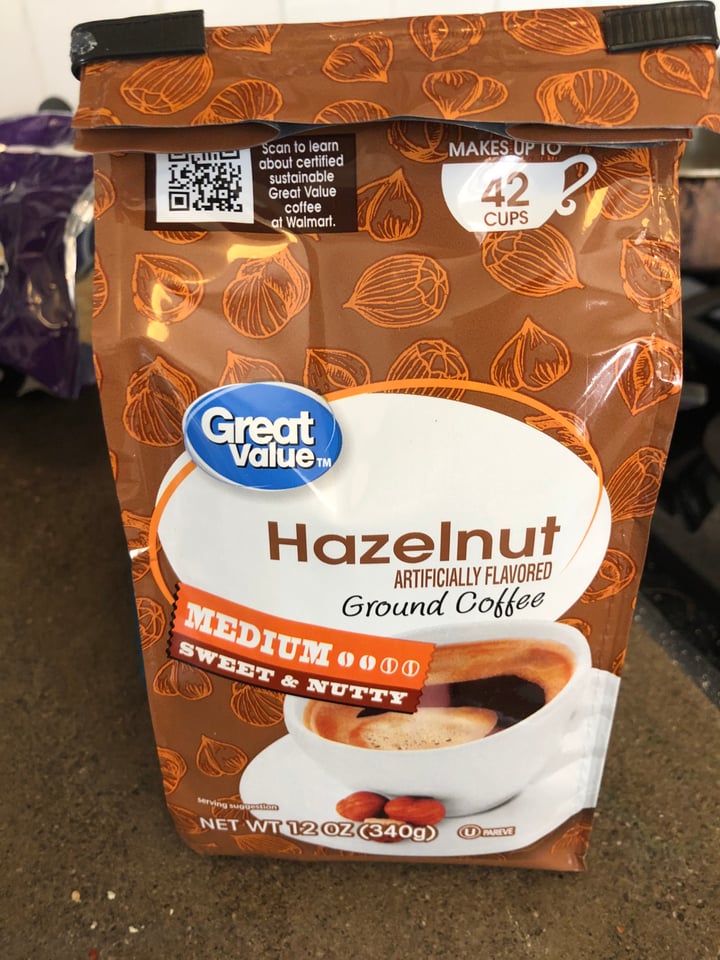 Scan to learn
about certified
sustainable
Great Value
coffee
at Walmart.
MAKES UP TO
42
CUPS
Great
Value™
Hazelnut
ARTIFICIALLY FLAVORED
Ground Coffee
MEDIUM
SWEET & NUTTY
serving suggestion
NET WT 12 OZ (340g)
U PAREVE